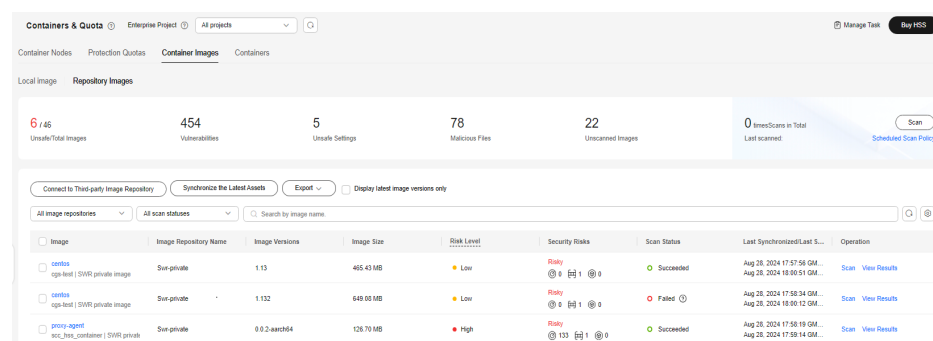 Containers & Quota Enterprise Project All projects Manage Task Buy HSS
Container Nodes Protection Quotas Container Images Containers
Local image Repository Images
6 / 46 454 5 78 22 0 timesScans in Total Scan
Unsafe/Total Images Vulnerabilities Unsafe Settings Malicious Files Unscanned Images Last scanned: Scheduled Scan Policy
Connect to Third-party Image Repository Synchronize the Latest Assets Export Display latest image versions only
All image repositories All scan statuses Search by image name.
Image Image Repository Name Image Versions Image Size Risk Level Security Risks Scan Status Last Synchronized/Last S... Operation
centos Swr-private 1.13 465.43 MB Low Risky Succeeded Aug 28, 2024 17:57:56 GM... Scan View Results
cgs-test | SWR private image 0 1 0 Aug 28, 2024 18:00:51 GM...
centos Swr-private 1.132 649.08 MB Low Risky Failed Aug 28, 2024 17:58:34 GM... Scan View Results
cgs-test | SWR private image 0 1 0 Aug 28, 2024 18:00:12 GM...
proxy-agent Swr-private 0.0.2-aarch64 126.70 MB High Risky Succeeded Aug 28, 2024 17:58:19 GM... Scan View Results
scc_hss_container | SWR privat 133 1 0 Aug 28, 2024 17:59:14 GM...